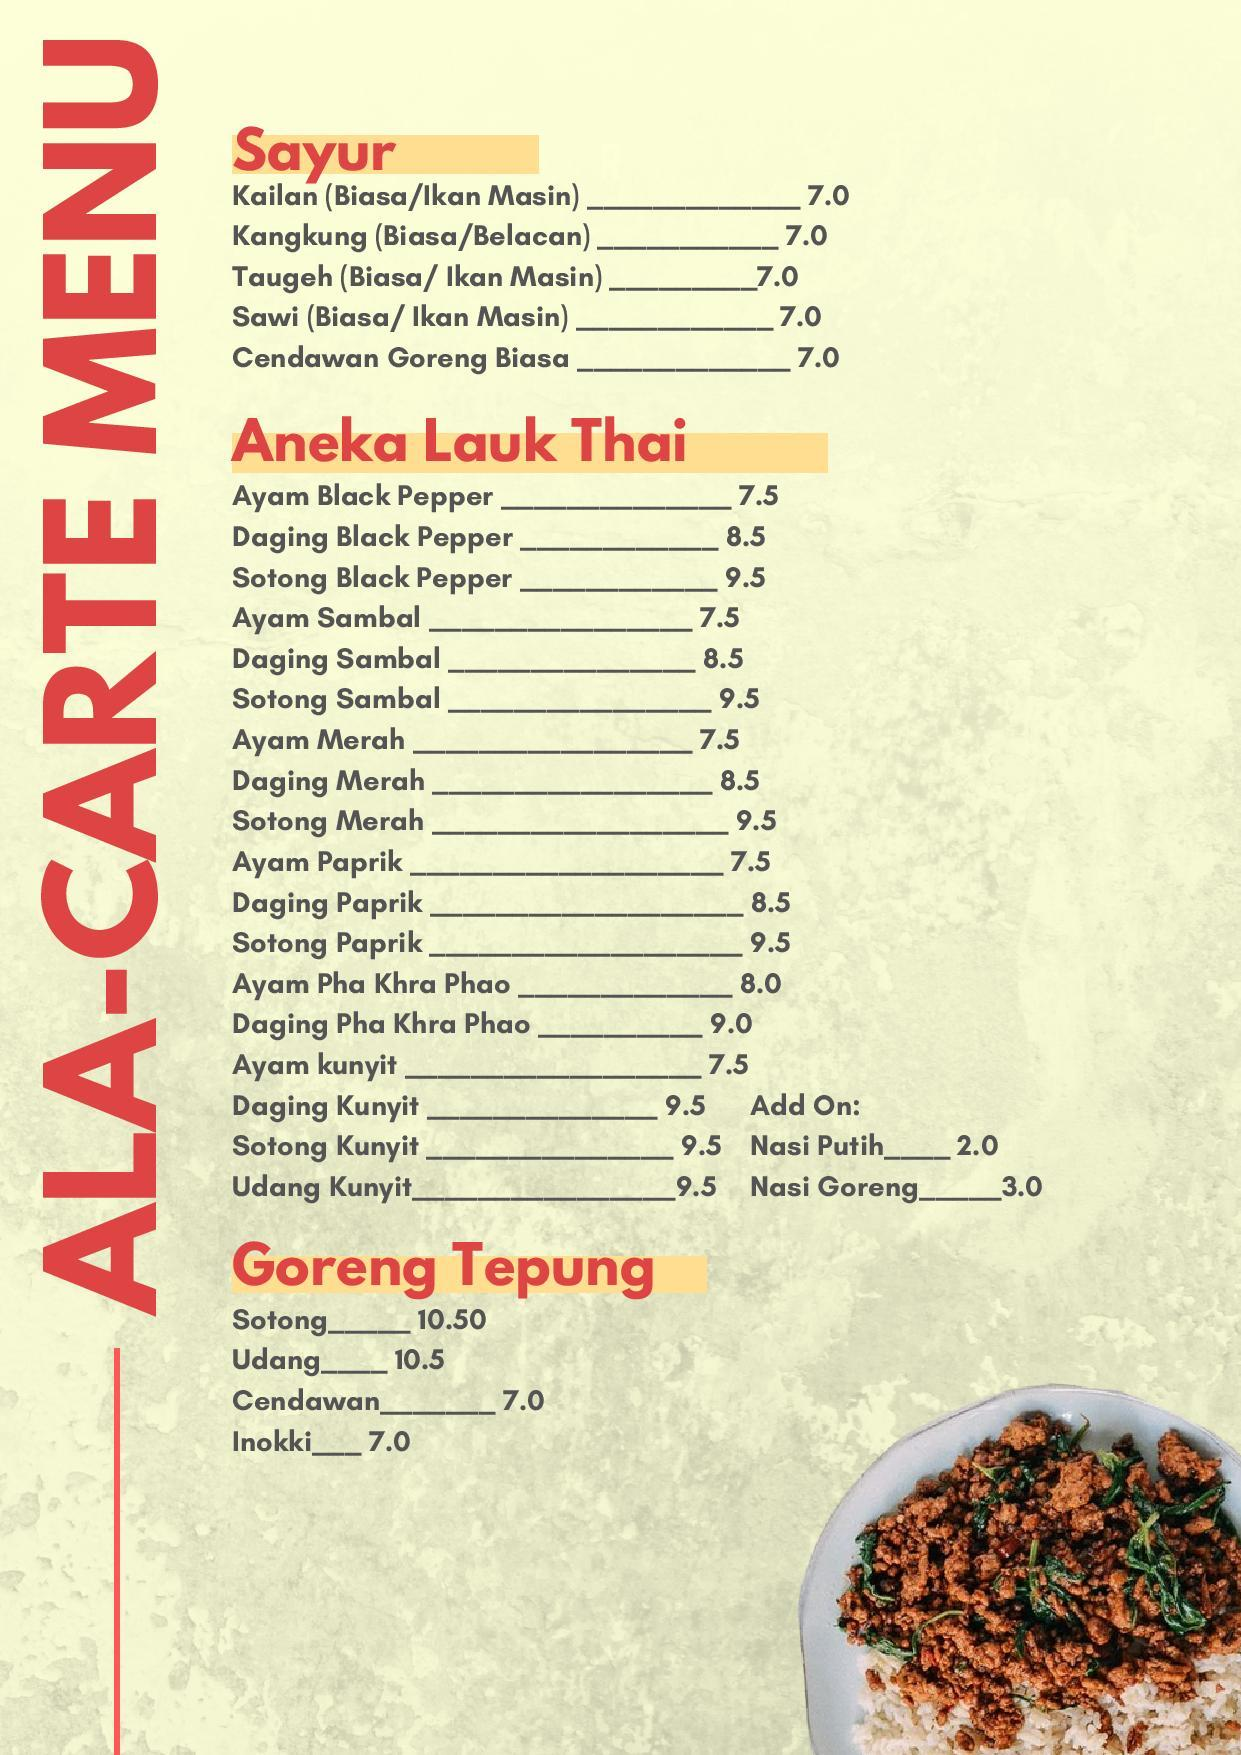 ALA-CARTE MENU
Sayur
Kailan (Biasa/Ikan Masin) _____________ 7.0
Kangkung (Biasa/Belacan) ___________ 7.0
Taugeh (Biasa/ Ikan Masin) _________7.0
Sawi (Biasa/ Ikan Masin) ____________ 7.0
Cendawan Goreng Biasa _____________ 7.0
Aneka Lauk Thai
Ayam Black Pepper ______________ 7.5
Daging Black Pepper ____________ 8.5
Sotong Black Pepper ____________ 9.5
Ayam Sambal ________________ 7.5
Daging Sambal _______________ 8.5
Sotong Sambal ________________ 9.5
Ayam Merah _________________ 7.5
Daging Merah _________________ 8.5
Sotong Merah __________________ 9.5
Ayam Paprik ___________________ 7.5
Daging Paprik ___________________ 8.5
Sotong Paprik ___________________ 9.5
Ayam Pha Khra Phao _____________ 8.0
Daging Pha Khra Phao __________ 9.0
Ayam kunyit __________________ 7.5
Daging Kunyit ______________ 9.5
Sotong Kunyit _______________ 9.5
Udang Kunyit________________9.5
Add On:
Nasi Putih____ 2.0
Nasi Goreng_____3.0
Goreng Tepung
Sotong_____ 10.50
Udang____ 10.5
Cendawan_______ 7.0
Inokki___ 7.0